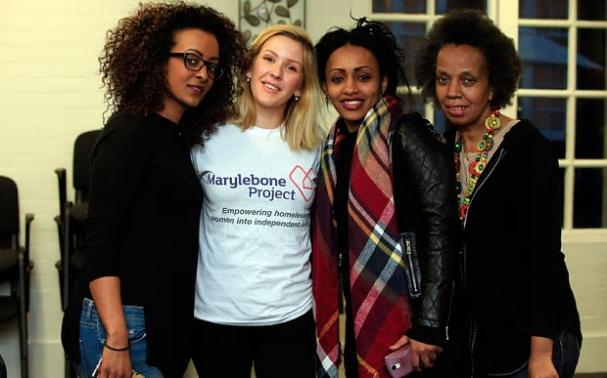 Marylebone
Project
Empowering homeless
women into independent